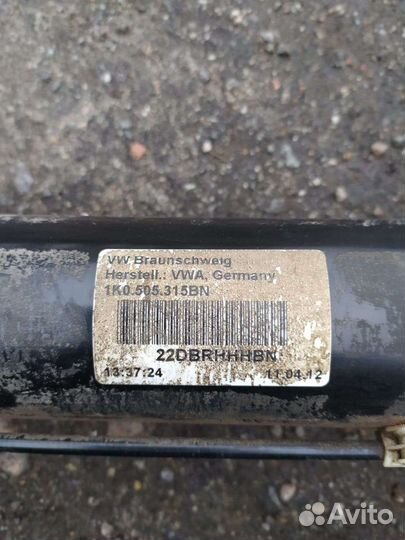 VW Braunschweig
Herstell.: VWA, Germany
1K0.505.315BN
22DBRHHHBN
13:37:24 11.04.12
Avito